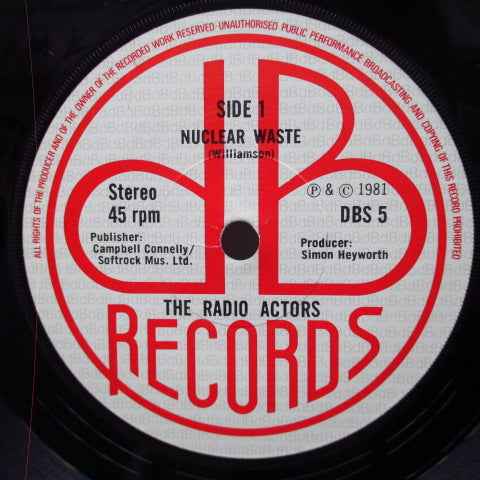 ALL RIGHTS OF THE PRODUCER AND OF THE OWNER OF THE RECORDED WORK RESERVED · UNAUTHORISED PUBLIC PERFORMANCE BROADCASTING AND COPYING OF THIS RECORD PROHIBITED
dB
SIDE 1
NUCLEAR WASTE
(Williamson)
Stereo
45 rpm
Publisher:
Campbell Connelly/
Softrock Mus. Ltd.
℗ & © 1981
DBS 5
Producer:
Simon Heyworth
THE RADIO ACTORS
RECORDS